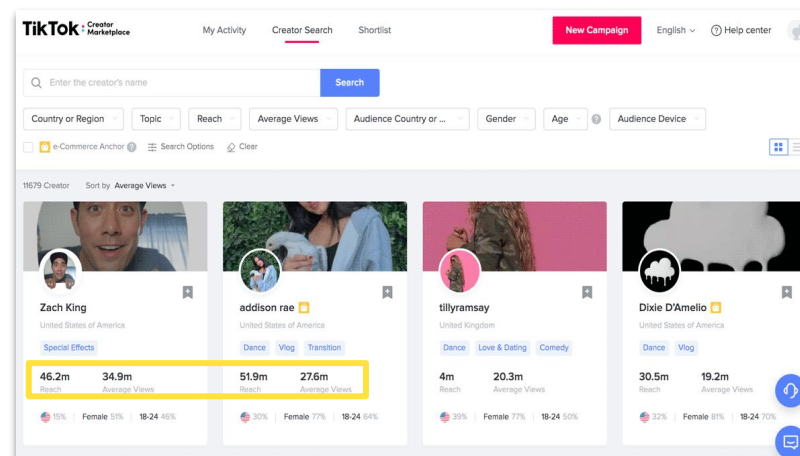 TikTok: Creator Marketplace
My Activity Creator Search Shortlist New Campaign English Help center
Enter the creator's name Search
Country or Region Topic Reach Average Views Audience Country or ... Gender Age Audience Device
e-Commerce Anchor Search Options Clear
11679 Creator Sort by Average Views
Zach King
United States of America
Special Effects
46.2m 34.9m
Reach Average Views
15% Female 51% 18-24 46%
addison rae
United States of America
Dance Vlog Transition
51.9m 27.6m
Reach Average Views
30% Female 77% 18-24 64%
tillyramsay
United Kingdom
Dance Love & Dating Comedy
4m 20.3m
Reach Average Views
39% Female 77% 18-24 50%
Dixie D'Amelio
United States of America
Dance Vlog
30.5m 19.2m
Reach Average Views
32% Female 81% 18-24 70%